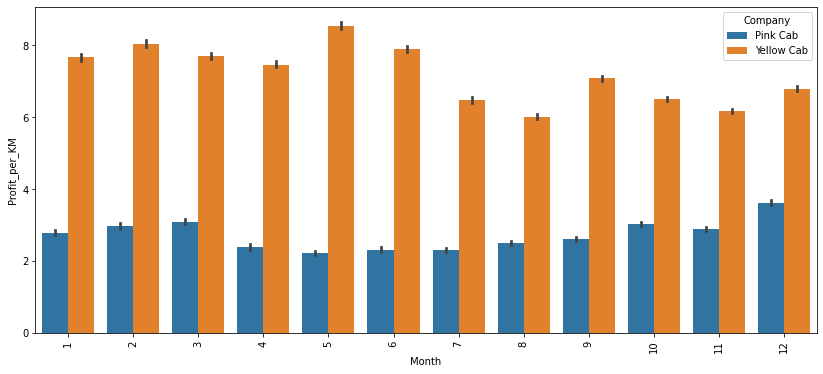 Company
Pink Cab
Yellow Cab
Profit_per_KM
8
6
4
2
0
1 2 3 4 5 6 7 8 9 10 11 12
Month